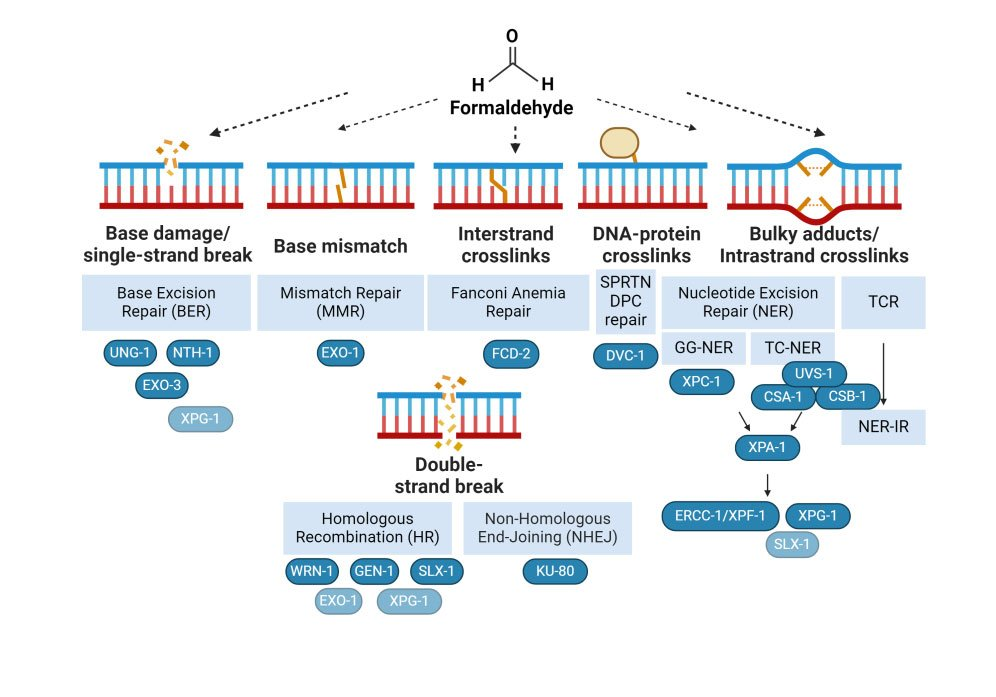 O
H H
Formaldehyde
Base damage/
single-strand break
Base mismatch
Interstrand
crosslinks
DNA-protein
crosslinks
Bulky adducts/
Intrastrand crosslinks
Base Excision
Repair (BER)
Mismatch Repair
(MMR)
Fanconi Anemia
Repair
SPRTN
DPC
repair
Nucleotide Excision
Repair (NER)
TCR
GG-NER
TC-NER
UNG-1
NTH-1
EXO-3
XPG-1
EXO-1
FCD-2
DVC-1
XPC-1
UVS-1
CSA-1
CSB-1
NER-IR
XPA-1
ERCC-1/XPF-1
XPG-1
SLX-1
Double-
strand break
Homologous
Recombination (HR)
Non-Homologous
End-Joining (NHEJ)
WRN-1
GEN-1
SLX-1
EXO-1
XPG-1
KU-80